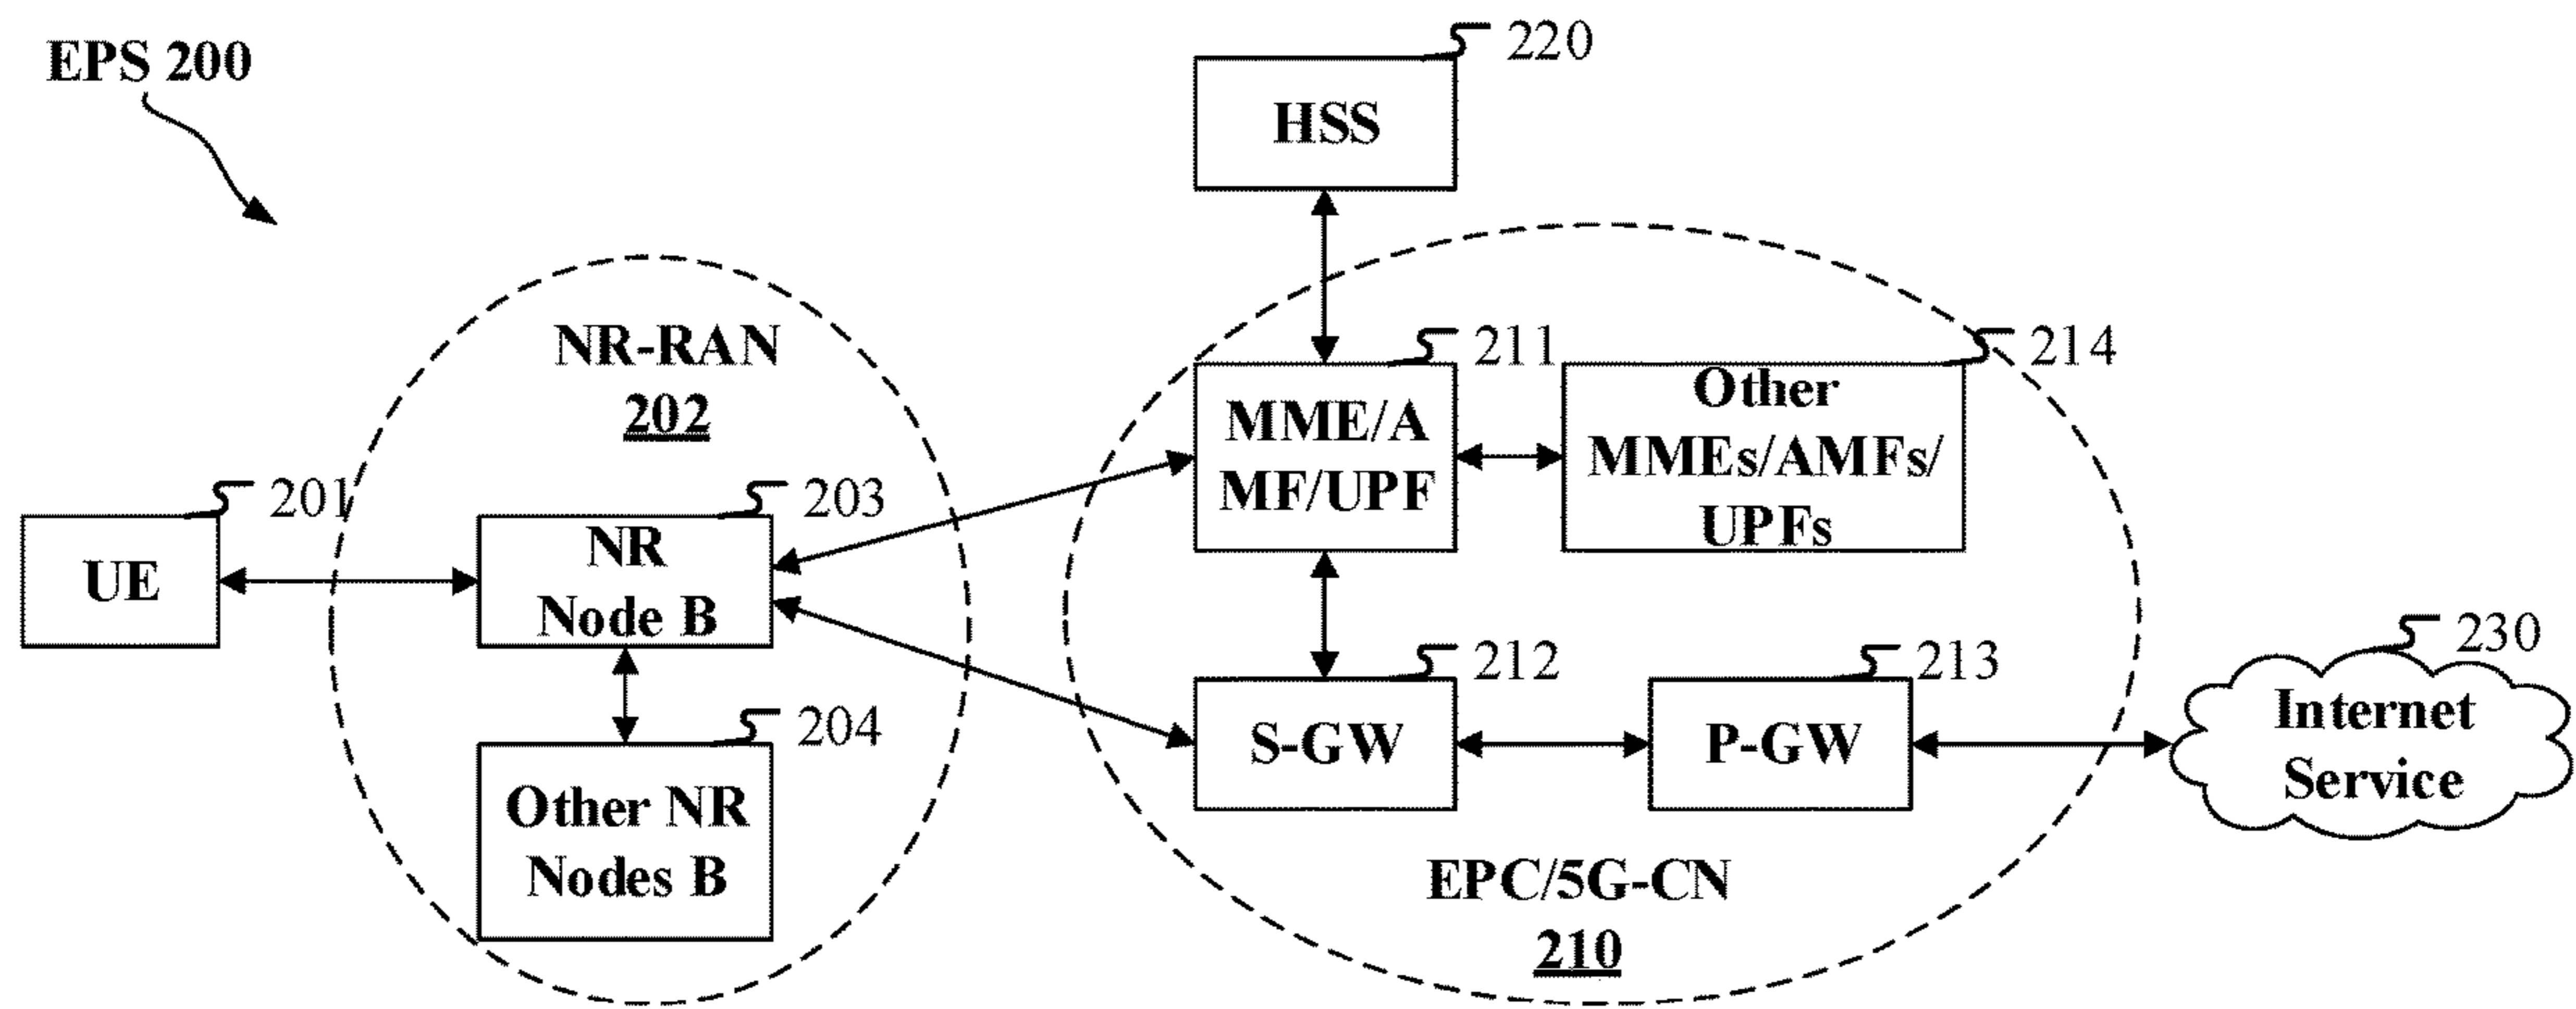 EPS 200
220
HSS
NR-RAN
202
211
MME/A
MF/UPF
214
Other
MMEs/AMFs/
UPFs
201
UE
203
NR
Node B
204
Other NR
Nodes B
212
S-GW
213
P-GW
230
Internet
Service
EPC/5G-CN
210